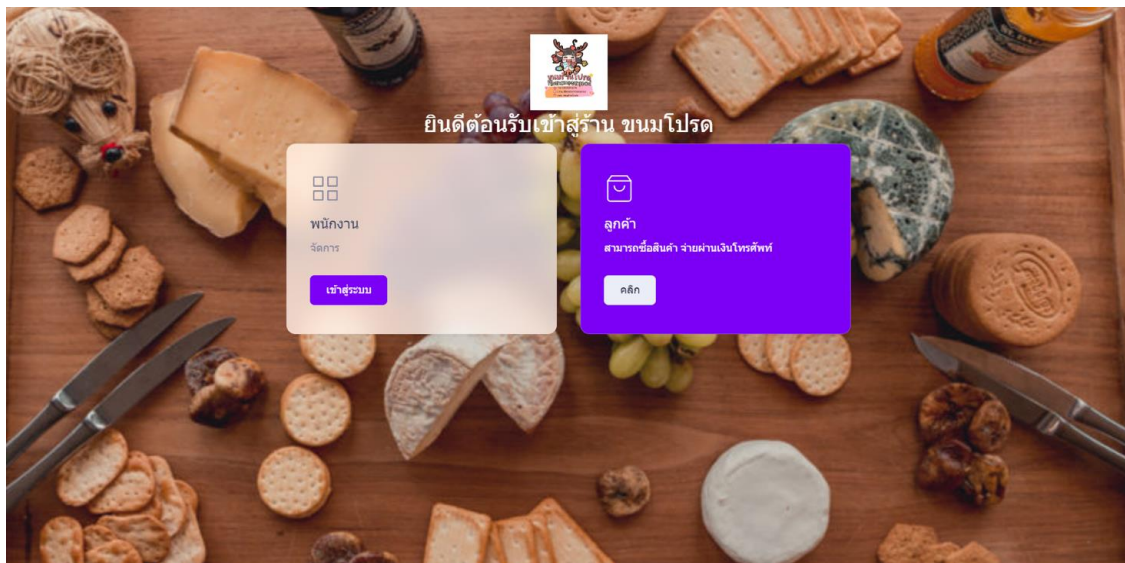 ยินดีต้อนรับเข้าสู่ร้าน ขนมโปรด
พนักงาน
จัดการ
เข้าสู่ระบบ
ลูกค้า
สามารถซื้อสินค้า จ่ายผ่านเงินโทรศัพท์
คลิก